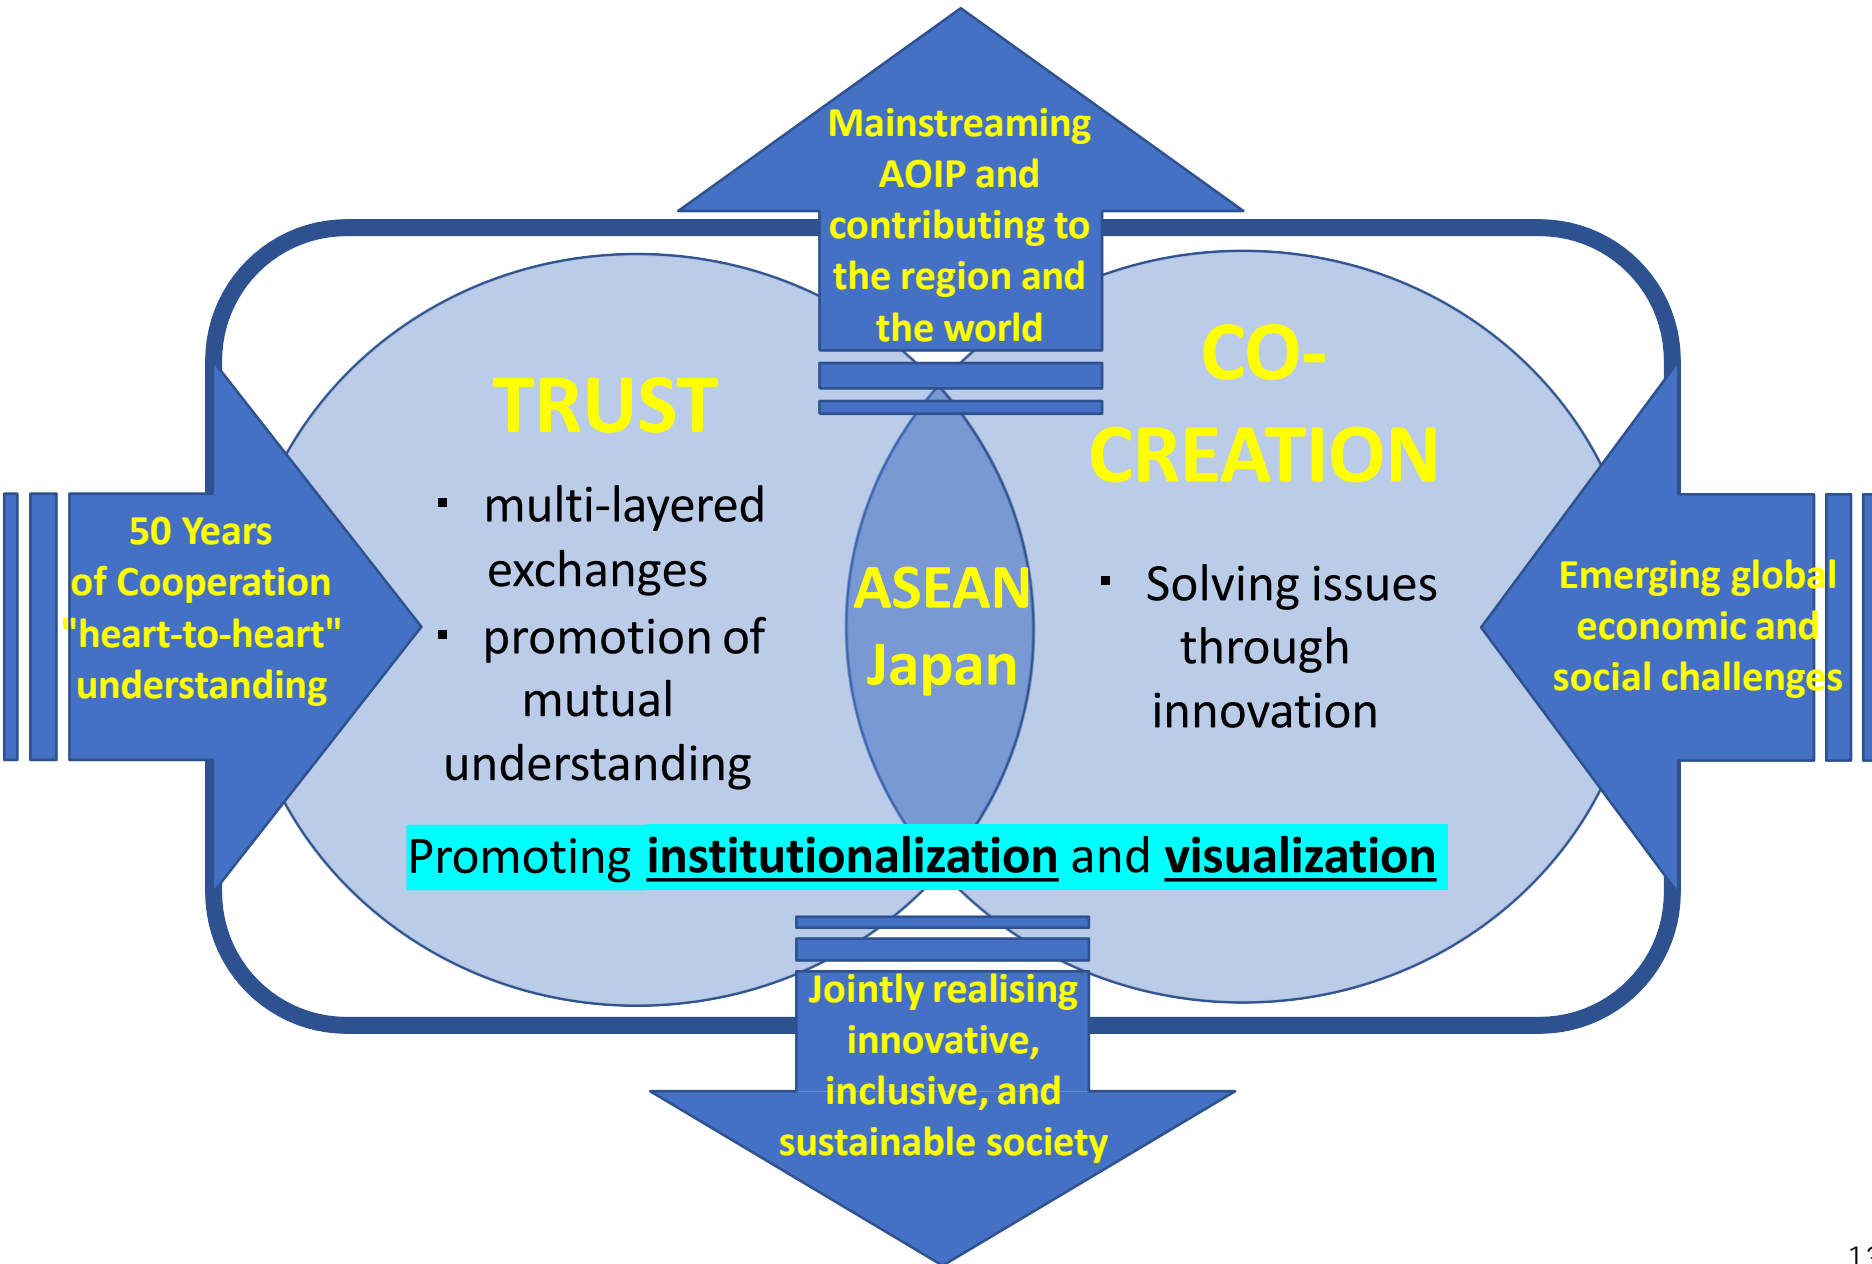 Mainstreaming
AOIP and
contributing to
the region and
the world
TRUST
▪ multi-layered
exchanges
▪ promotion of
mutual
understanding
CO-
CREATION
▪ Solving issues
through
innovation
ASEAN
Japan
50 Years
of Cooperation
"heart-to-heart"
understanding
Emerging global
economic and
social challenges
Promoting institutionalization and visualization
Jointly realising
innovative,
inclusive, and
sustainable society